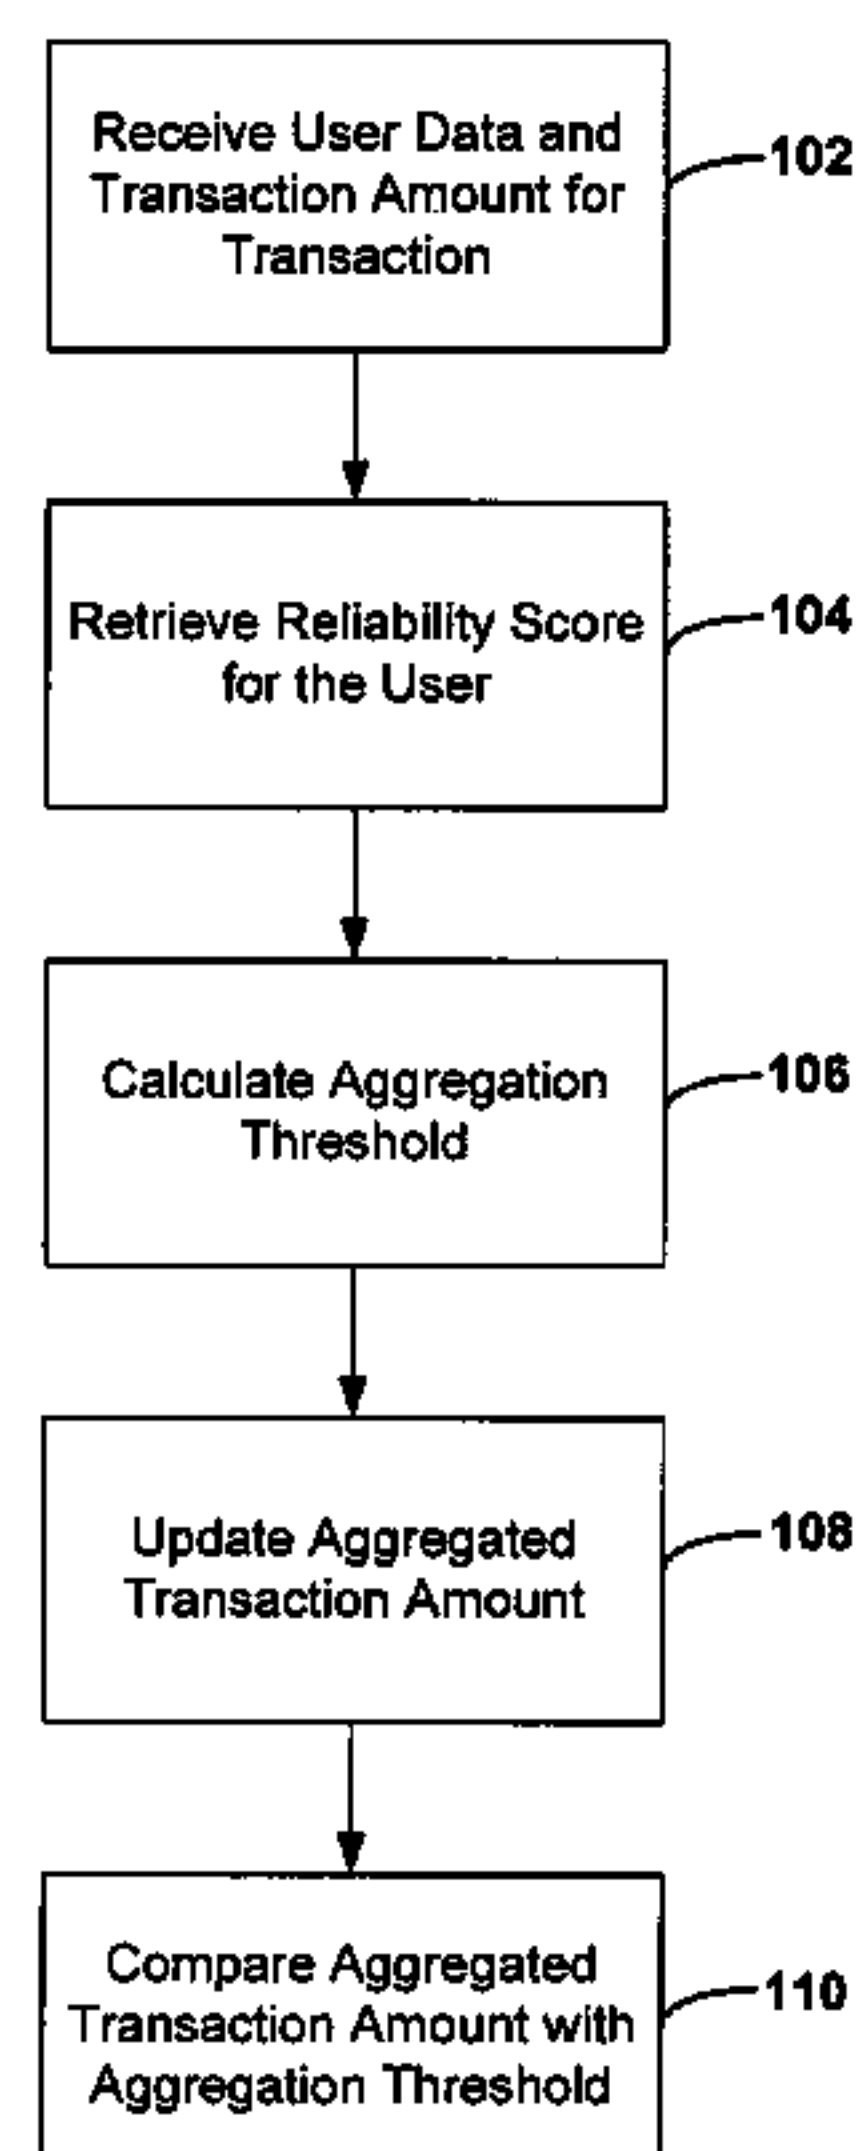 Receive User Data and
Transaction Amount for
Transaction
102
Retrieve Reliability Score
for the User
104
Calculate Aggregation
Threshold
106
Update Aggregated
Transaction Amount
108
Compare Aggregated
Transaction Amount with
Aggregation Threshold
110